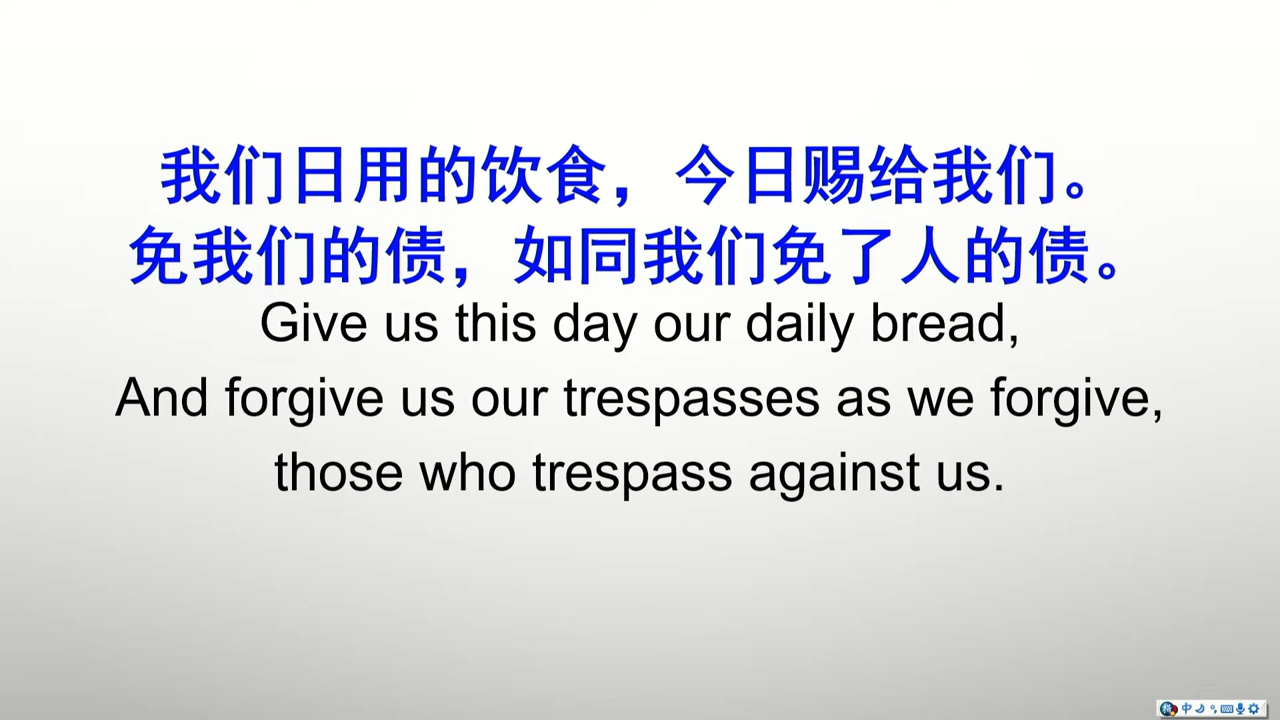 我们日用的饮食，今日赐给我们。
免我们的债，如同我们免了人的债。
Give us this day our daily bread,
And forgive us our trespasses as we forgive,
those who trespass against us.
中